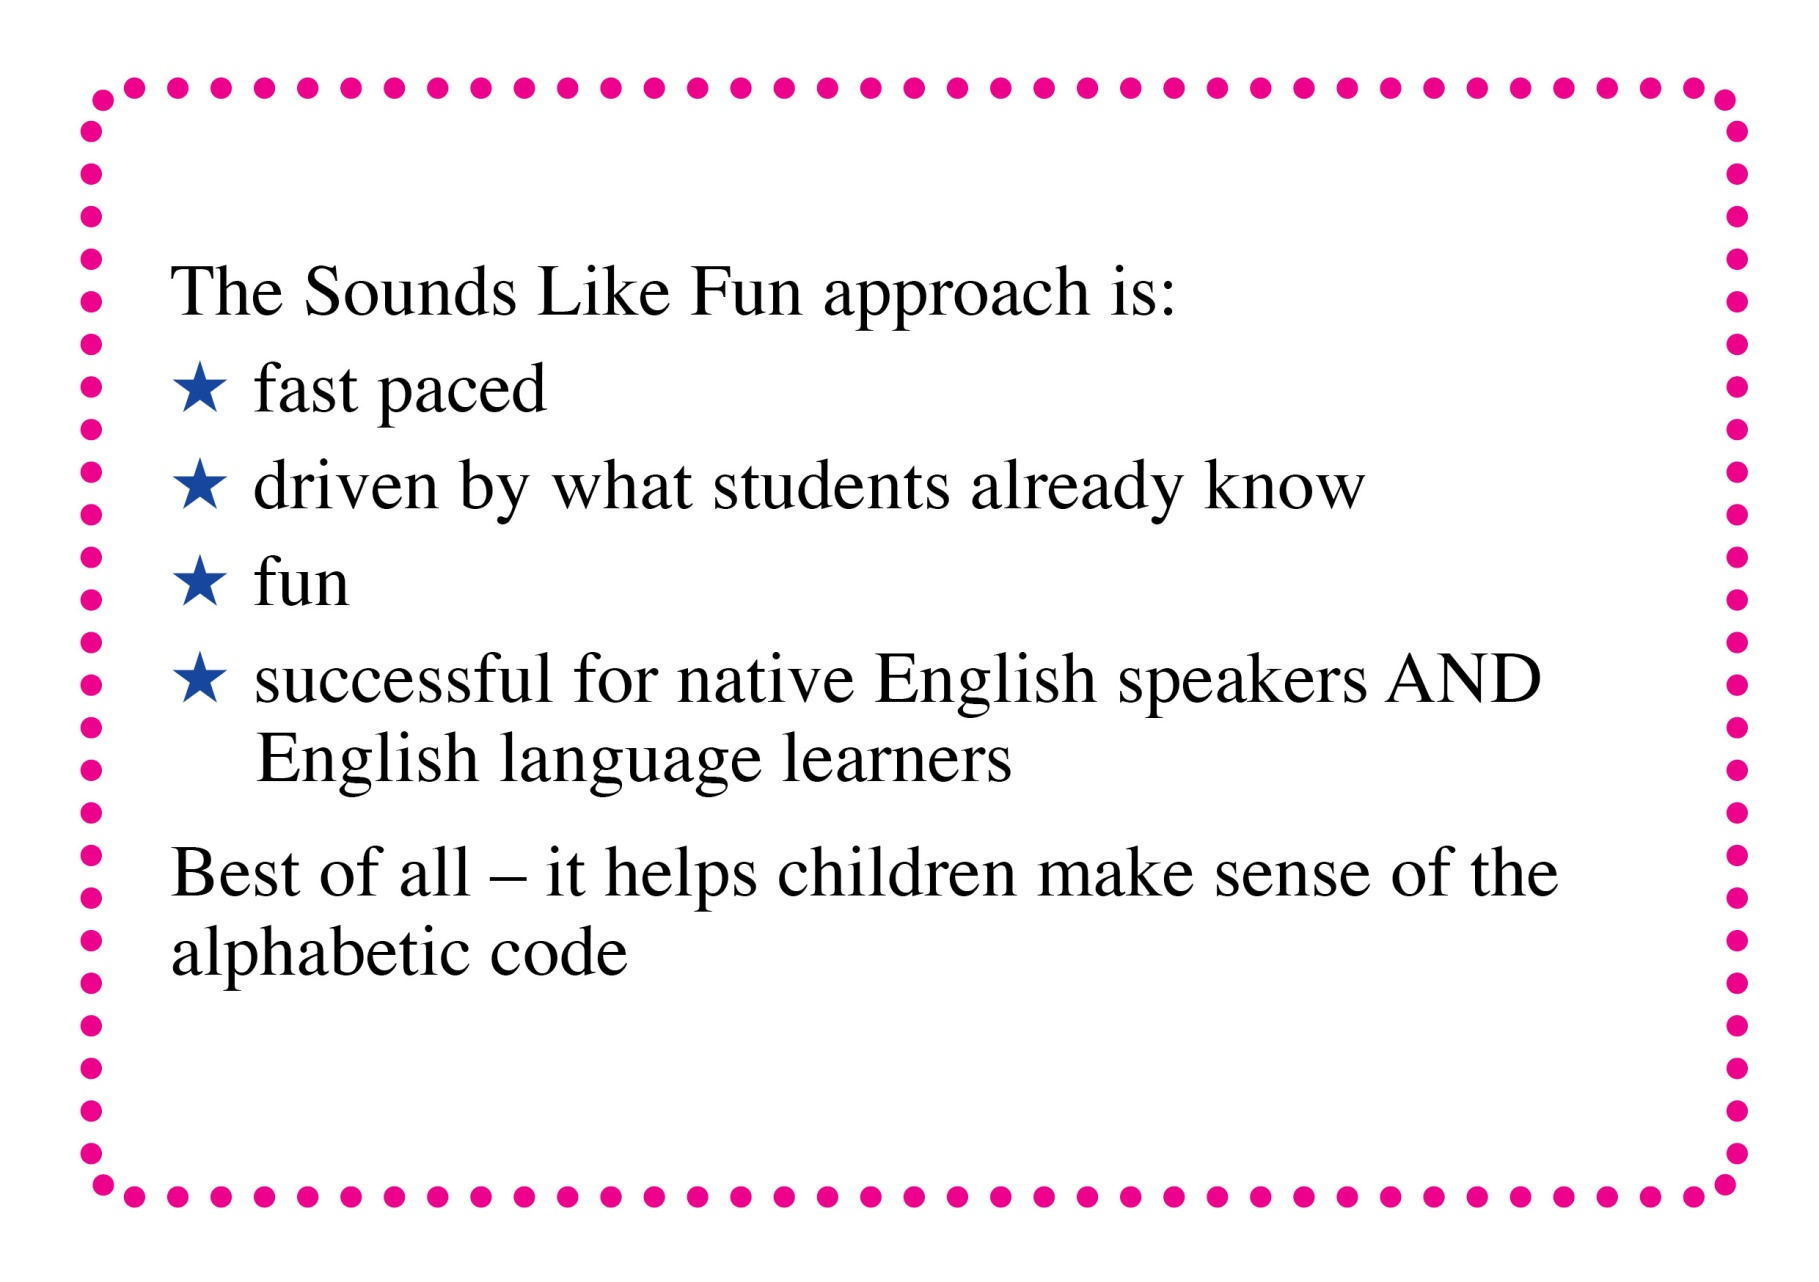 The Sounds Like Fun approach is:
★ fast paced
★ driven by what students already know
★ fun
★ successful for native English speakers AND
English language learners
Best of all – it helps children make sense of the
alphabetic code